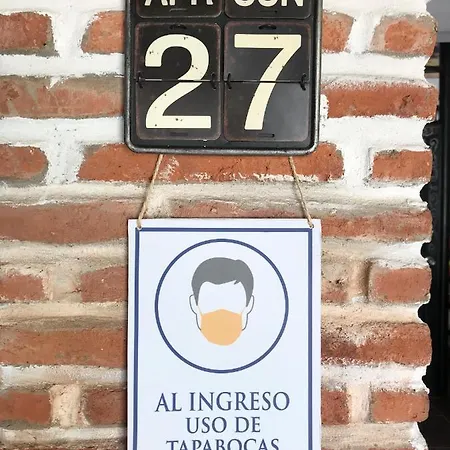 APR SUN
27
AL INGRESO
USO DE
TAPABOCAS